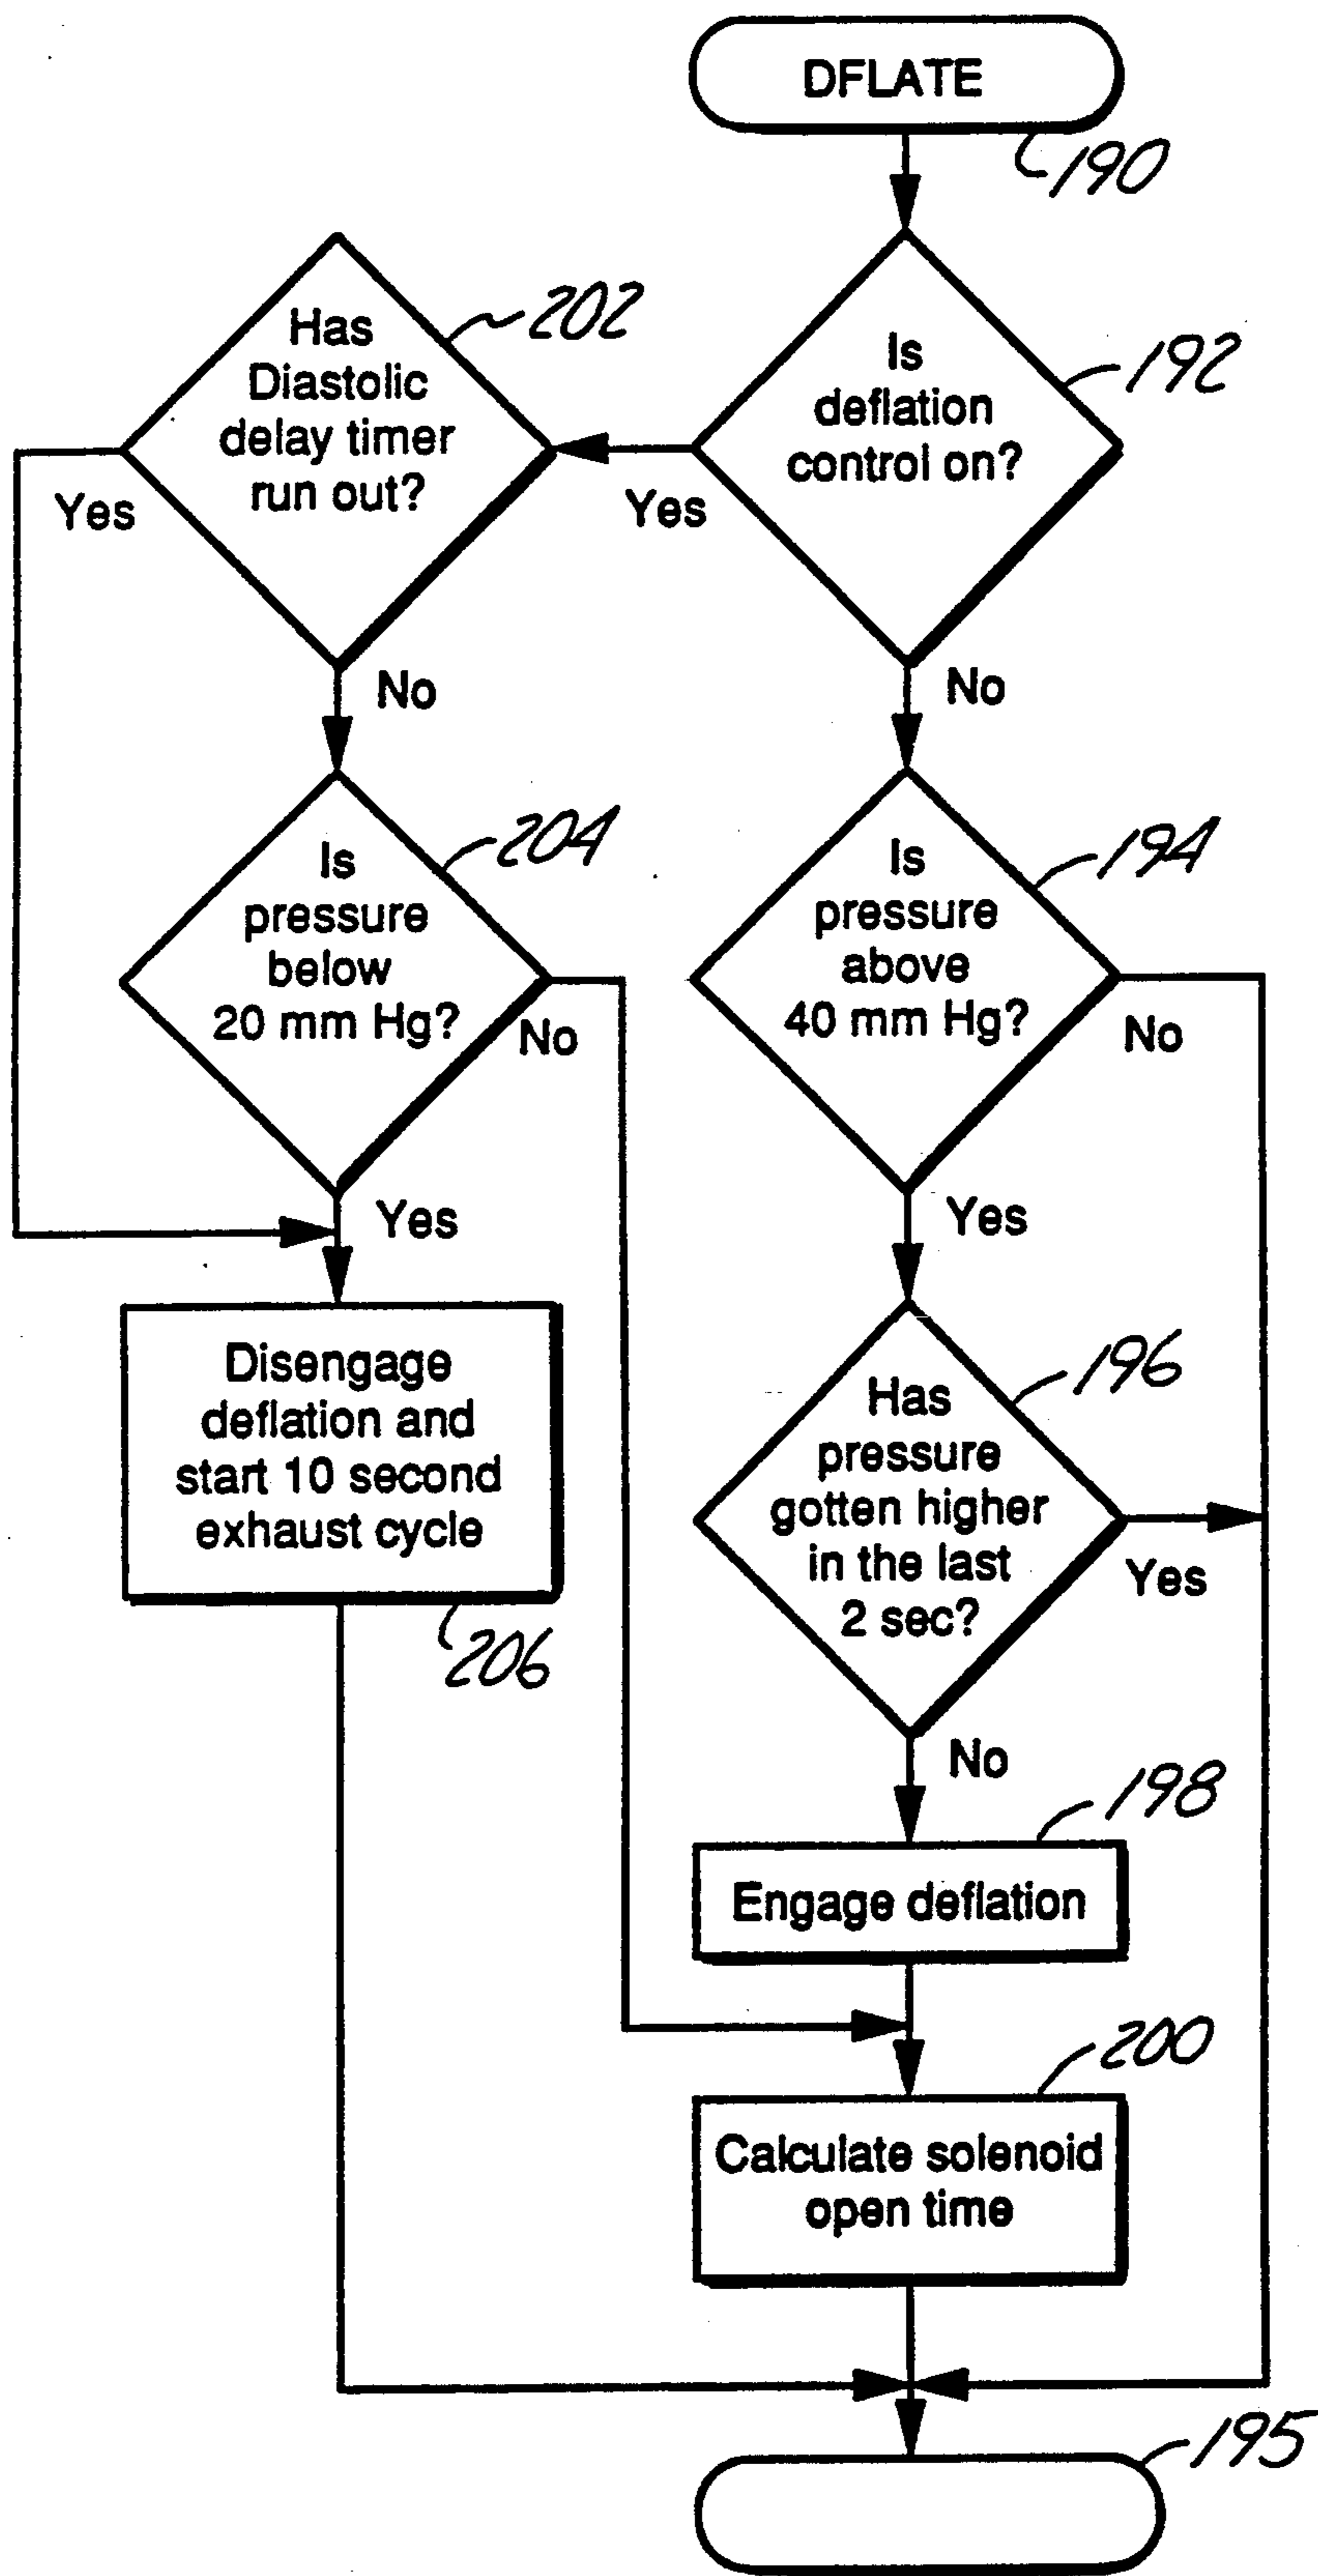 DFLATE
190
Is
deflation
control on?
192
Yes
No
Has
Diastolic
delay timer
run out?
202
Yes
No
Is
pressure
below
20 mm Hg?
204
No
Yes
Is
pressure
above
40 mm Hg?
194
No
Yes
Disengage
deflation and
start 10 second
exhaust cycle
206
Has
pressure
gotten higher
in the last
2 sec?
196
Yes
No
Engage deflation
198
Calculate solenoid
open time
200
195